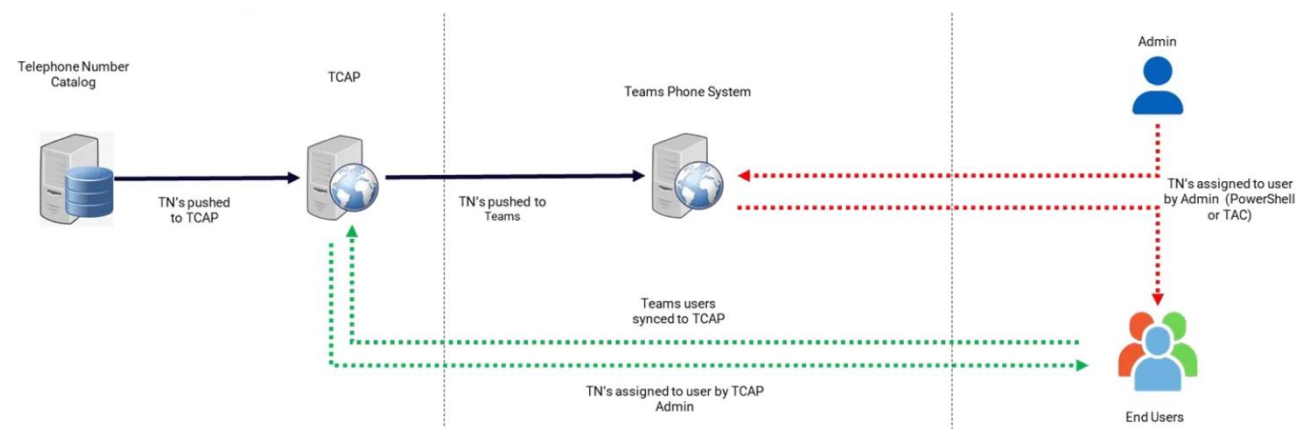 Telephone Number
Catalog
TCAP
Teams Phone System
Admin
TN's pushed
to TCAP
TN's pushed to
Teams
TN's assigned to user
by Admin (PowerShell
or TAC)
Teams users
synced to TCAP
TN's assigned to user by TCAP
Admin
End Users